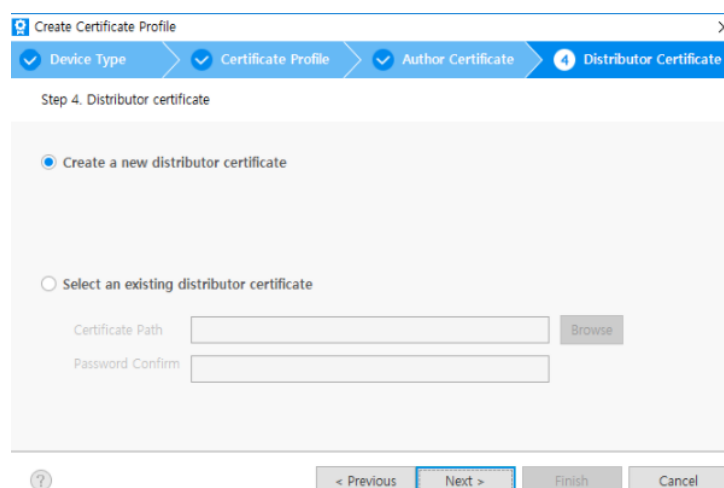 Create Certificate Profile
Device Type
Certificate Profile
Author Certificate
4 Distributor Certificate
Step 4. Distributor certificate
Create a new distributor certificate
Select an existing distributor certificate
Certificate Path
Browse
Password Confirm
?
< Previous
Next >
Finish
Cancel